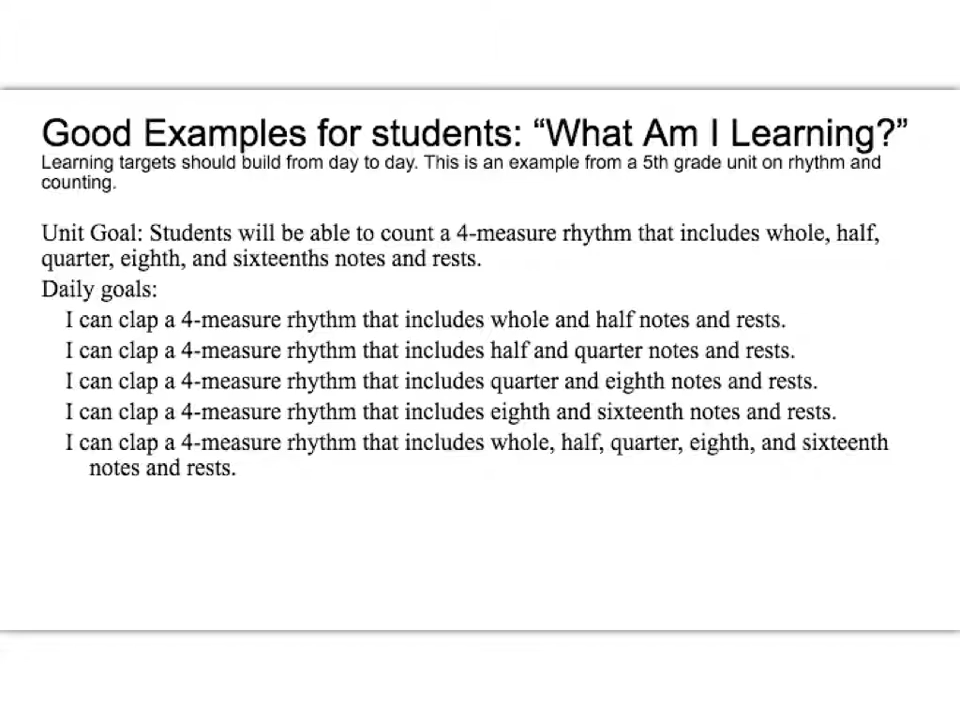 Good Examples for students: “What Am I Learning?”
Learning targets should build from day to day. This is an example from a 5th grade unit on rhythm and
counting.
Unit Goal: Students will be able to count a 4-measure rhythm that includes whole, half,
quarter, eighth, and sixteenths notes and rests.
Daily goals:
I can clap a 4-measure rhythm that includes whole and half notes and rests.
I can clap a 4-measure rhythm that includes half and quarter notes and rests.
I can clap a 4-measure rhythm that includes quarter and eighth notes and rests.
I can clap a 4-measure rhythm that includes eighth and sixteenth notes and rests.
I can clap a 4-measure rhythm that includes whole, half, quarter, eighth, and sixteenth
notes and rests.